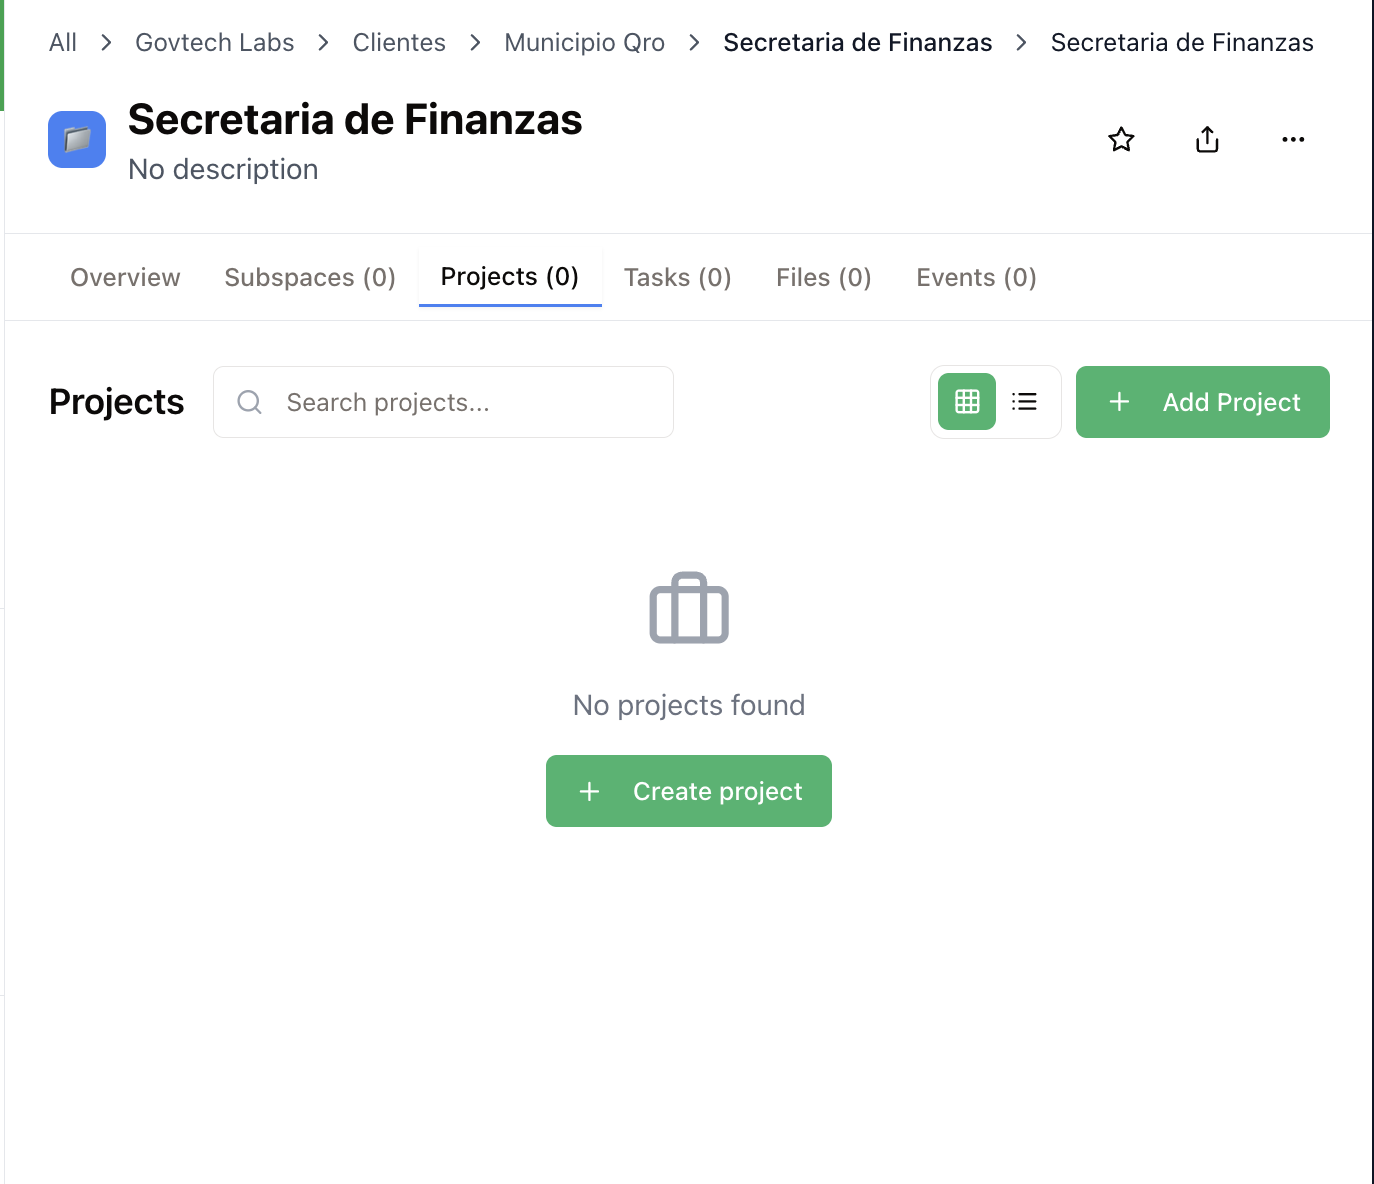 All > Govtech Labs > Clientes > Municipio Qro > Secretaria de Finanzas > Secretaria de Finanzas
Secretaria de Finanzas
No description
Overview Subspaces (0) Projects (0) Tasks (0) Files (0) Events (0)
Projects Search projects... + Add Project
No projects found
+ Create project